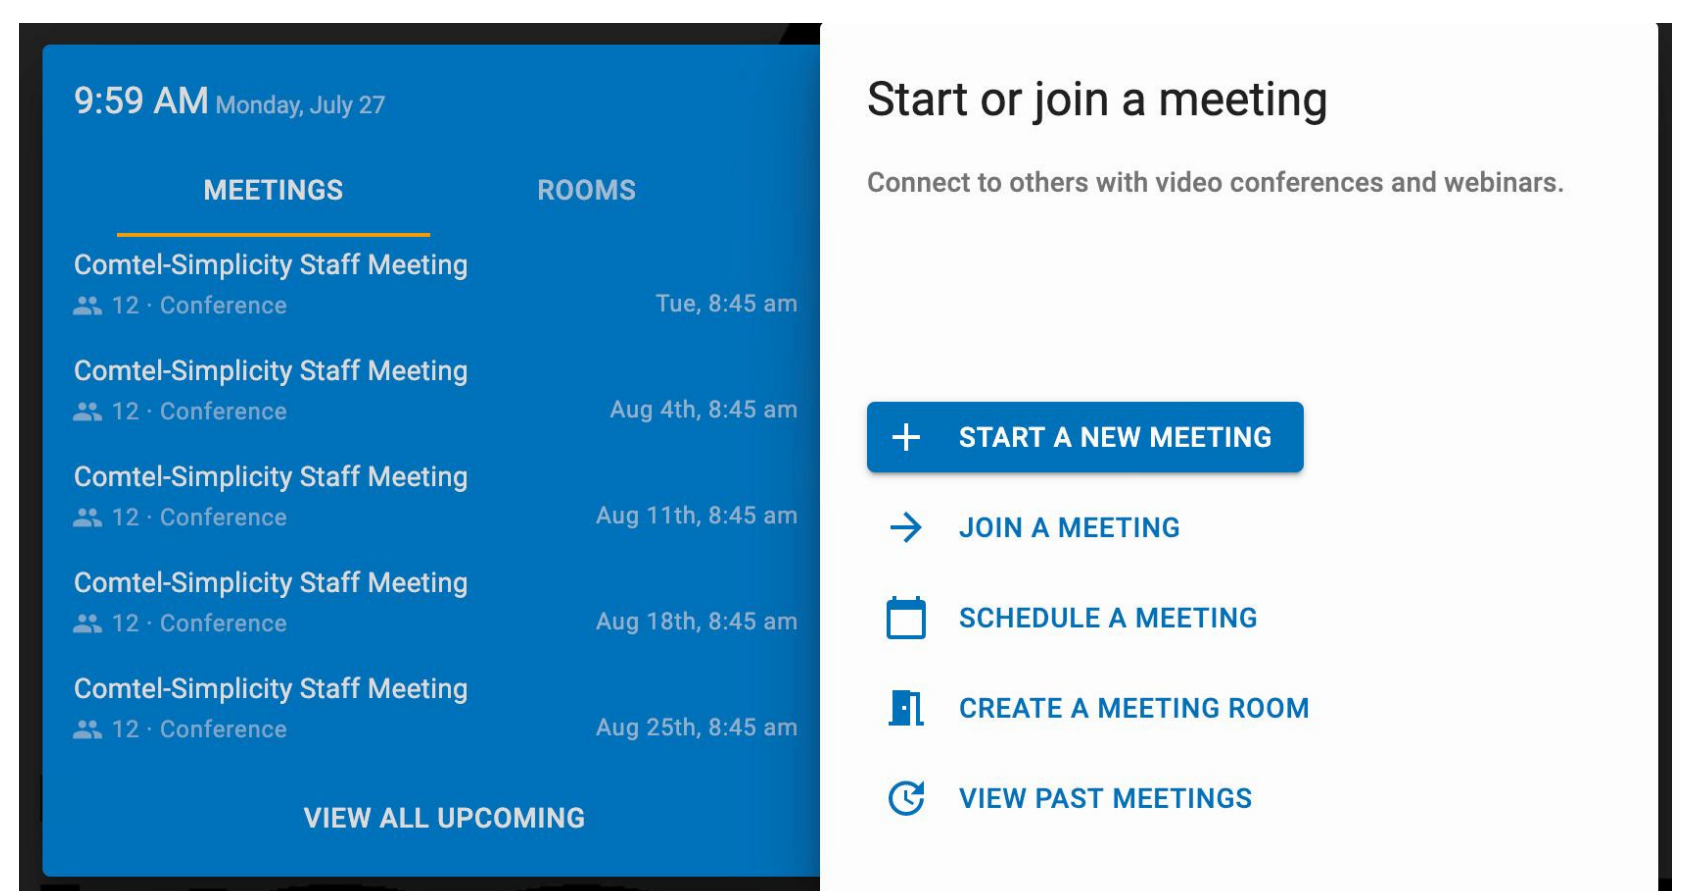 9:59 AM Monday, July 27
MEETINGS ROOMS
Comtel-Simplicity Staff Meeting
12 · Conference Tue, 8:45 am
Comtel-Simplicity Staff Meeting
12 · Conference Aug 4th, 8:45 am
Comtel-Simplicity Staff Meeting
12 · Conference Aug 11th, 8:45 am
Comtel-Simplicity Staff Meeting
12 · Conference Aug 18th, 8:45 am
Comtel-Simplicity Staff Meeting
12 · Conference Aug 25th, 8:45 am
VIEW ALL UPCOMING
Start or join a meeting
Connect to others with video conferences and webinars.
START A NEW MEETING
JOIN A MEETING
SCHEDULE A MEETING
CREATE A MEETING ROOM
VIEW PAST MEETINGS